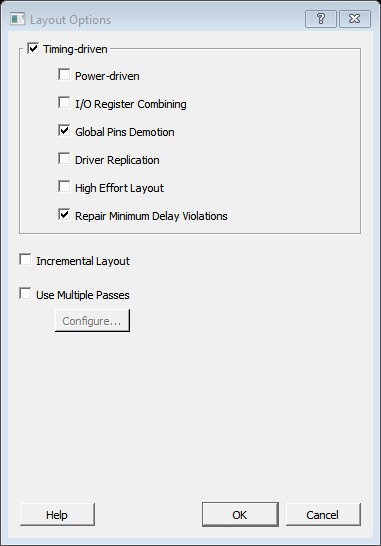 Layout Options
Timing-driven
Power-driven
I/O Register Combining
Global Pins Demotion
Driver Replication
High Effort Layout
Repair Minimum Delay Violations
Incremental Layout
Use Multiple Passes
Configure...
Help OK Cancel